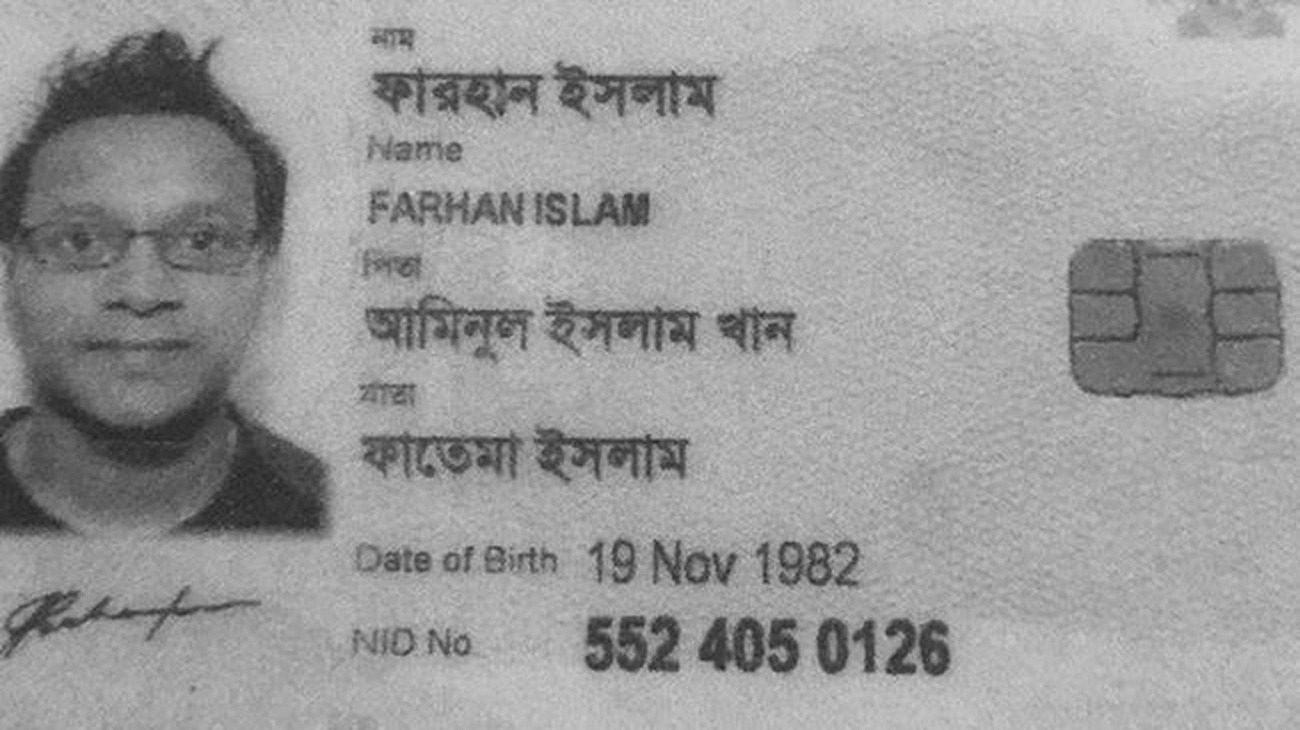 নাম
ফারহান ইসলাম
Name
FARHAN ISLAM
পিতা
আমিনুল ইসলাম খান
মাতা
ফাতেমা ইসলাম
Date of Birth 19 Nov 1982
NID No 552 405 0126